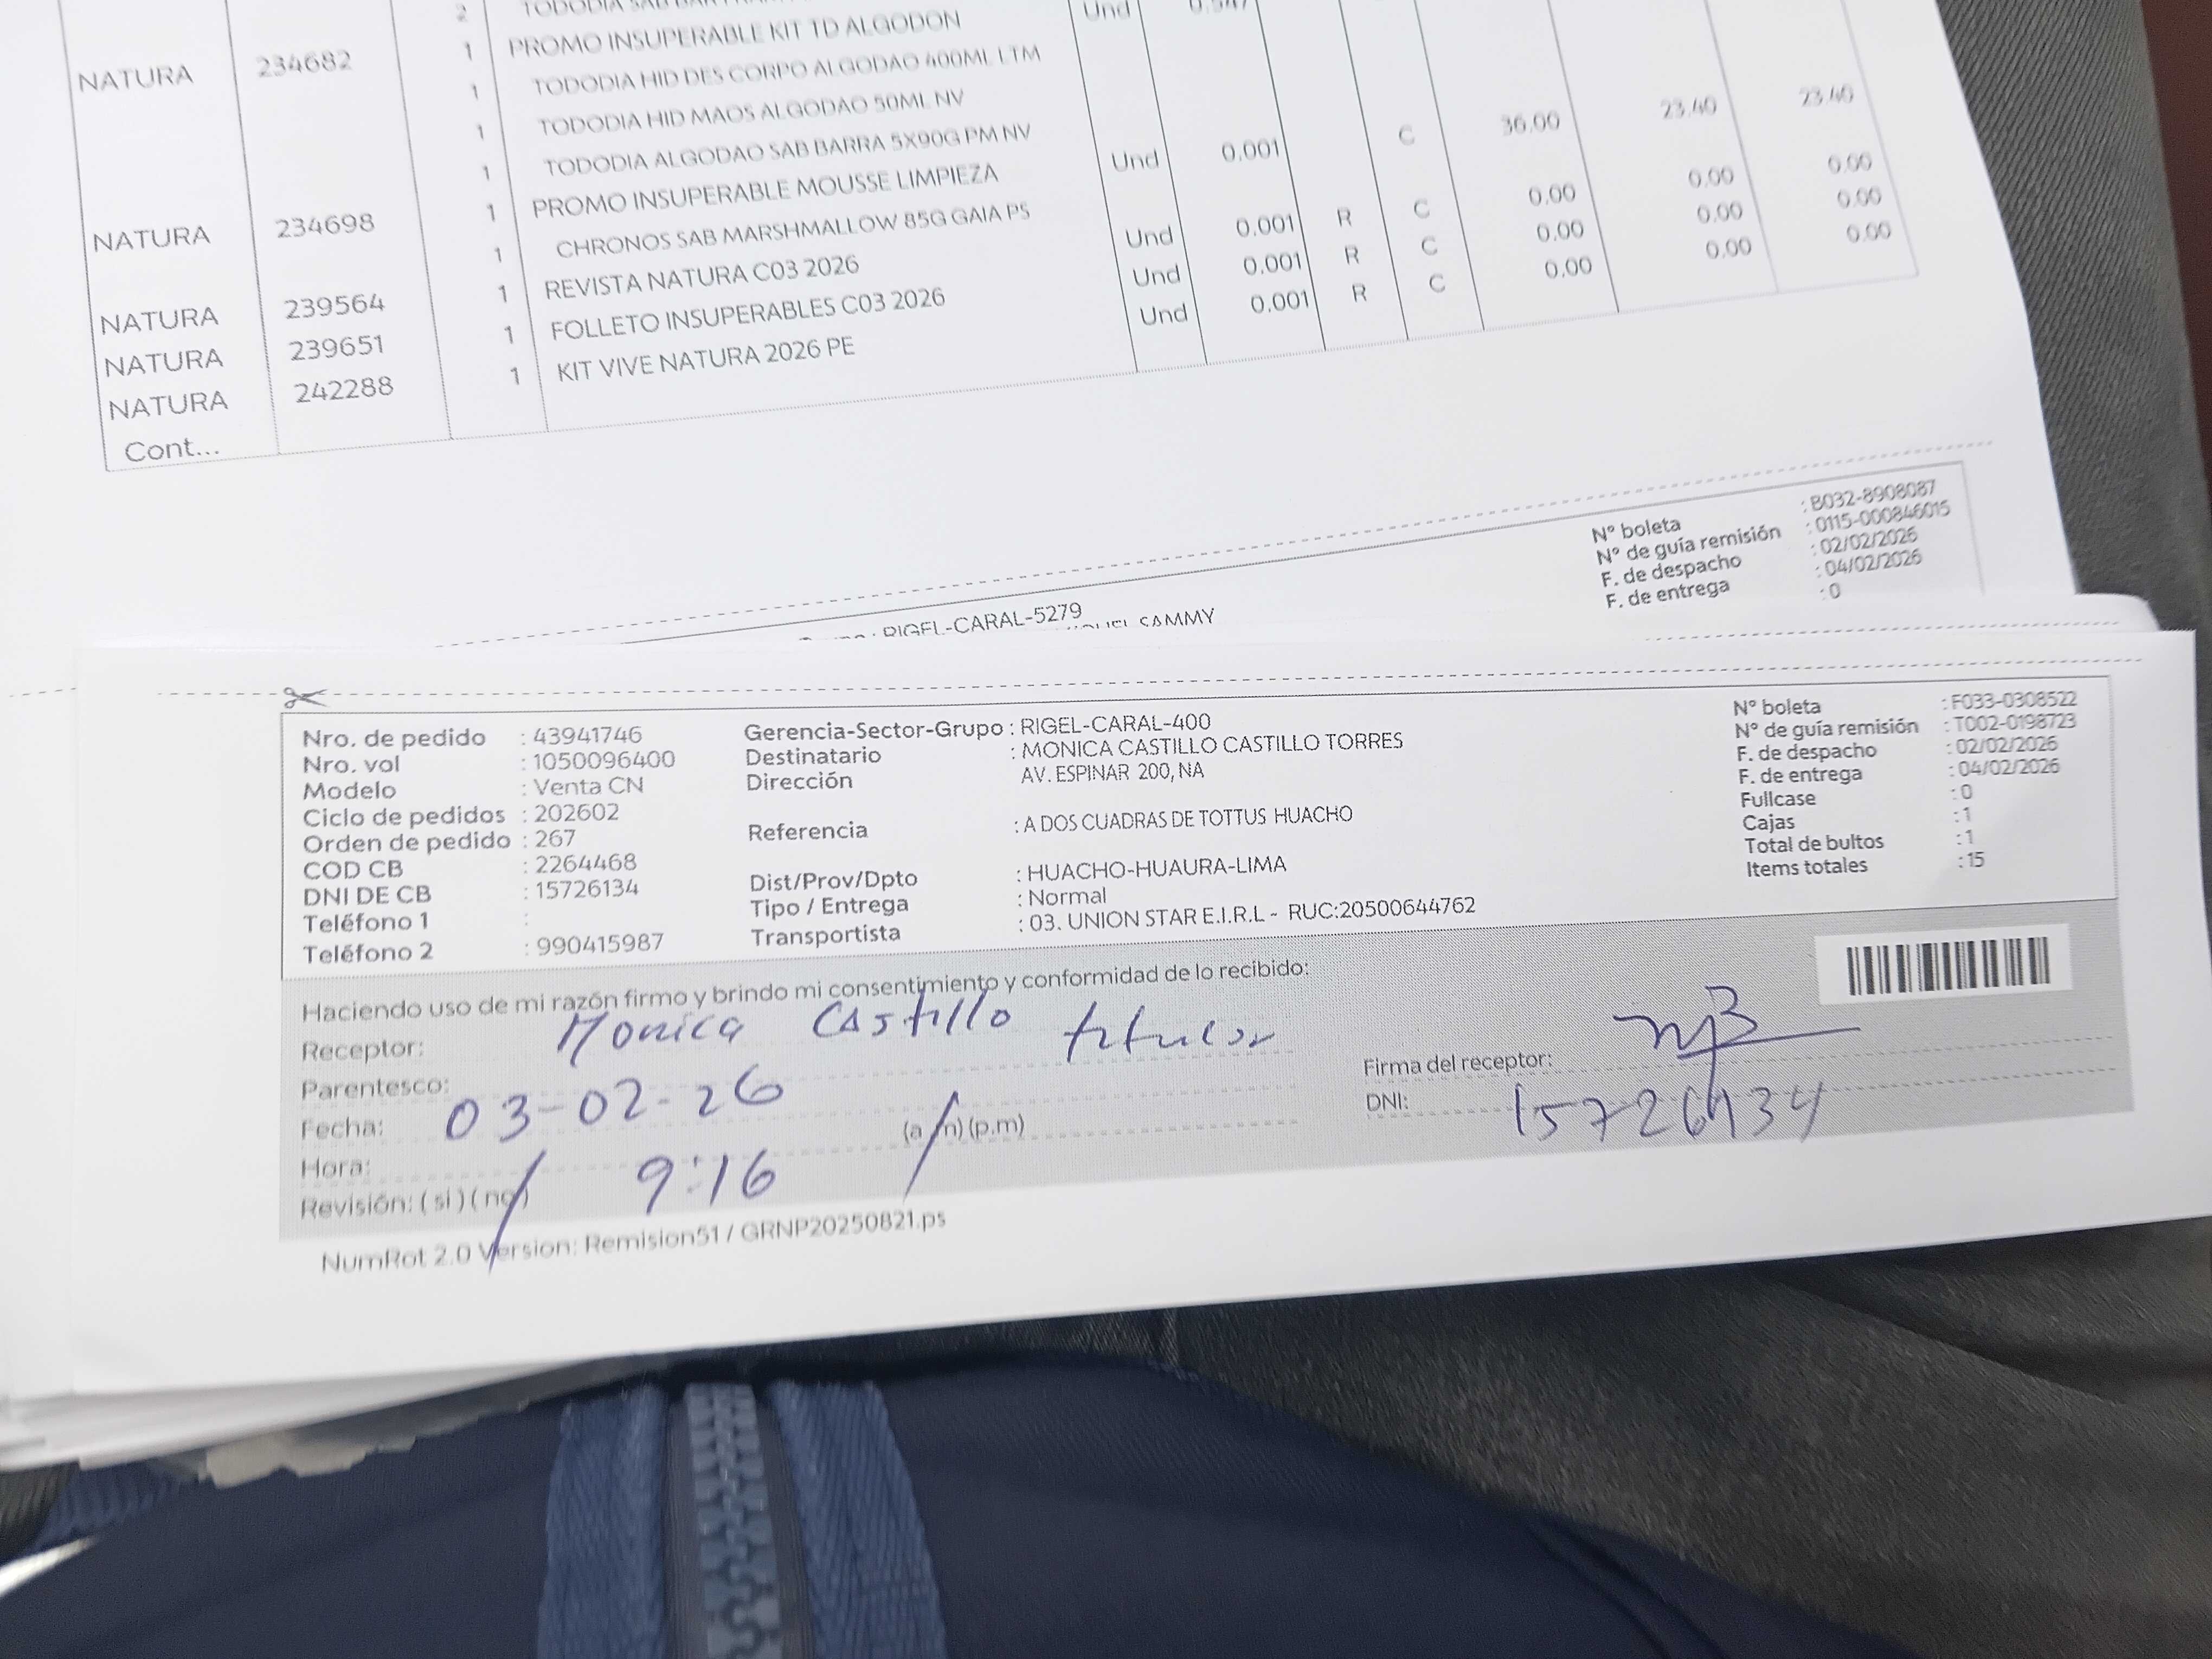 2
1 PROMO INSUPERABLE KIT TD ALGODON Und
NATURA 234682 1 TODODIA HID DES CORPO ALGODAO 400ML LTM
1 TODODIA HID MAOS ALGODAO 50ML NV
1 TODODIA ALGODAO SAB BARRA 5X90G PM NV
NATURA 234698 1 PROMO INSUPERABLE MOUSSE LIMPIEZA Und 0.001 C 36.00 23.40 23.40
1 CHRONOS SAB MARSHMALLOW 85G GAIA PS
NATURA 239564 1 REVISTA NATURA C03 2026 Und 0.001 R C 0.00 0.00 0.00
NATURA 239651 1 FOLLETO INSUPERABLES C03 2026 Und 0.001 R C 0.00 0.00 0.00
NATURA 242288 1 KIT VIVE NATURA 2026 PE Und 0.001 R C 0.00 0.00 0.00
Cont...
Nº boleta : B032-8908087
Nº de guía remisión : 0115-000846015
F. de despacho : 02/02/2026
F. de entrega : 04/02/2026
: 0
: RIGEL-CARAL-5279
SAMMY
Nro. de pedido : 43941746
Nro. vol : 1050096400
Modelo : Venta CN
Ciclo de pedidos : 202602
Orden de pedido : 267
COD CB : 2264468
DNI DE CB : 15726134
Teléfono 1 :
Teléfono 2 : 990415987
Gerencia-Sector-Grupo : RIGEL-CARAL-400
Destinatario : MONICA CASTILLO CASTILLO TORRES
Dirección AV. ESPINAR 200, NA
Referencia : A DOS CUADRAS DE TOTTUS HUACHO
Dist/Prov/Dpto : HUACHO-HUAURA-LIMA
Tipo / Entrega : Normal
Transportista : 03. UNION STAR E.I.R.L - RUC:20500644762
Nº boleta : F033-0308522
Nº de guía remisión : T002-0198723
F. de despacho : 02/02/2026
F. de entrega : 04/02/2026
Fullcase : 0
Cajas : 1
Total de bultos : 1
Items totales : 15
Haciendo uso de mi razón firmo y brindo mi consentimiento y conformidad de lo recibido:
Receptor: Monica Castillo titular
Parentesco:
Fecha: 03-02-26
Hora: 9:16 (a.m) (p.m)
Revisión: ( si ) ( no )
Firma del receptor:
DNI: 15726134
NumRot 2.0 Version: Remision51 / GRNP20250821.ps